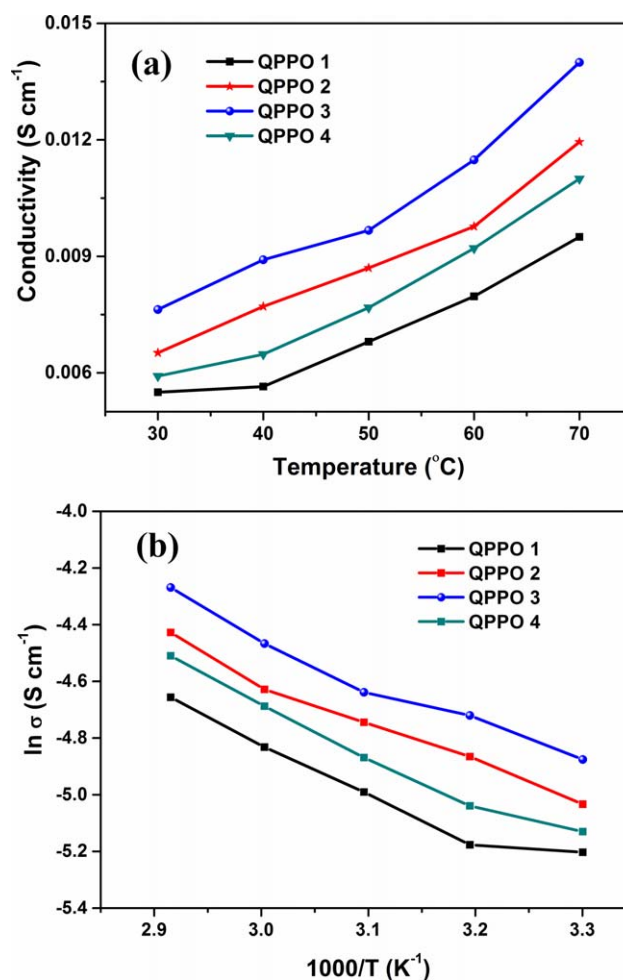 (a)
QPPO 1
QPPO 2
QPPO 3
QPPO 4
Conductivity (S cm⁻¹)
0.015
0.012
0.009
0.006
30 40 50 60 70
Temperature (°C)
(b)
QPPO 1
QPPO 2
QPPO 3
QPPO 4
ln σ (S cm⁻¹)
-4.0
-4.2
-4.4
-4.6
-4.8
-5.0
-5.2
-5.4
2.9 3.0 3.1 3.2 3.3
1000/T (K⁻¹)